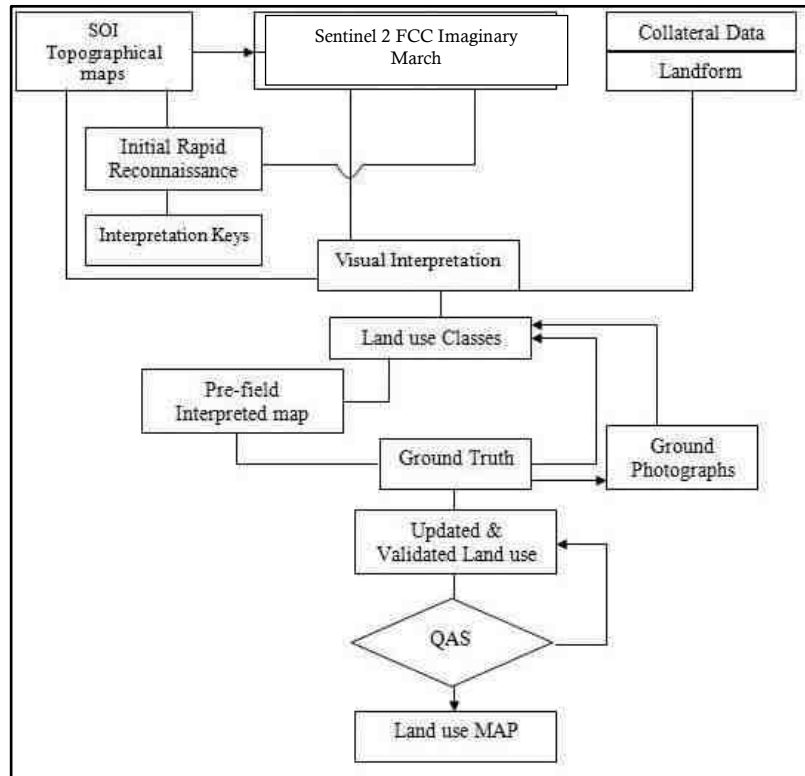 SOI
Topographical
maps
Sentinel 2 FCC Imaginary
March
Collateral Data
Landform
Initial Rapid
Reconnaissance
Interpretation Keys
Visual Interpretation
Land use Classes
Pre-field
Interpreted map
Ground Truth
Ground
Photographs
Updated &
Validated Land use
QAS
Land use MAP